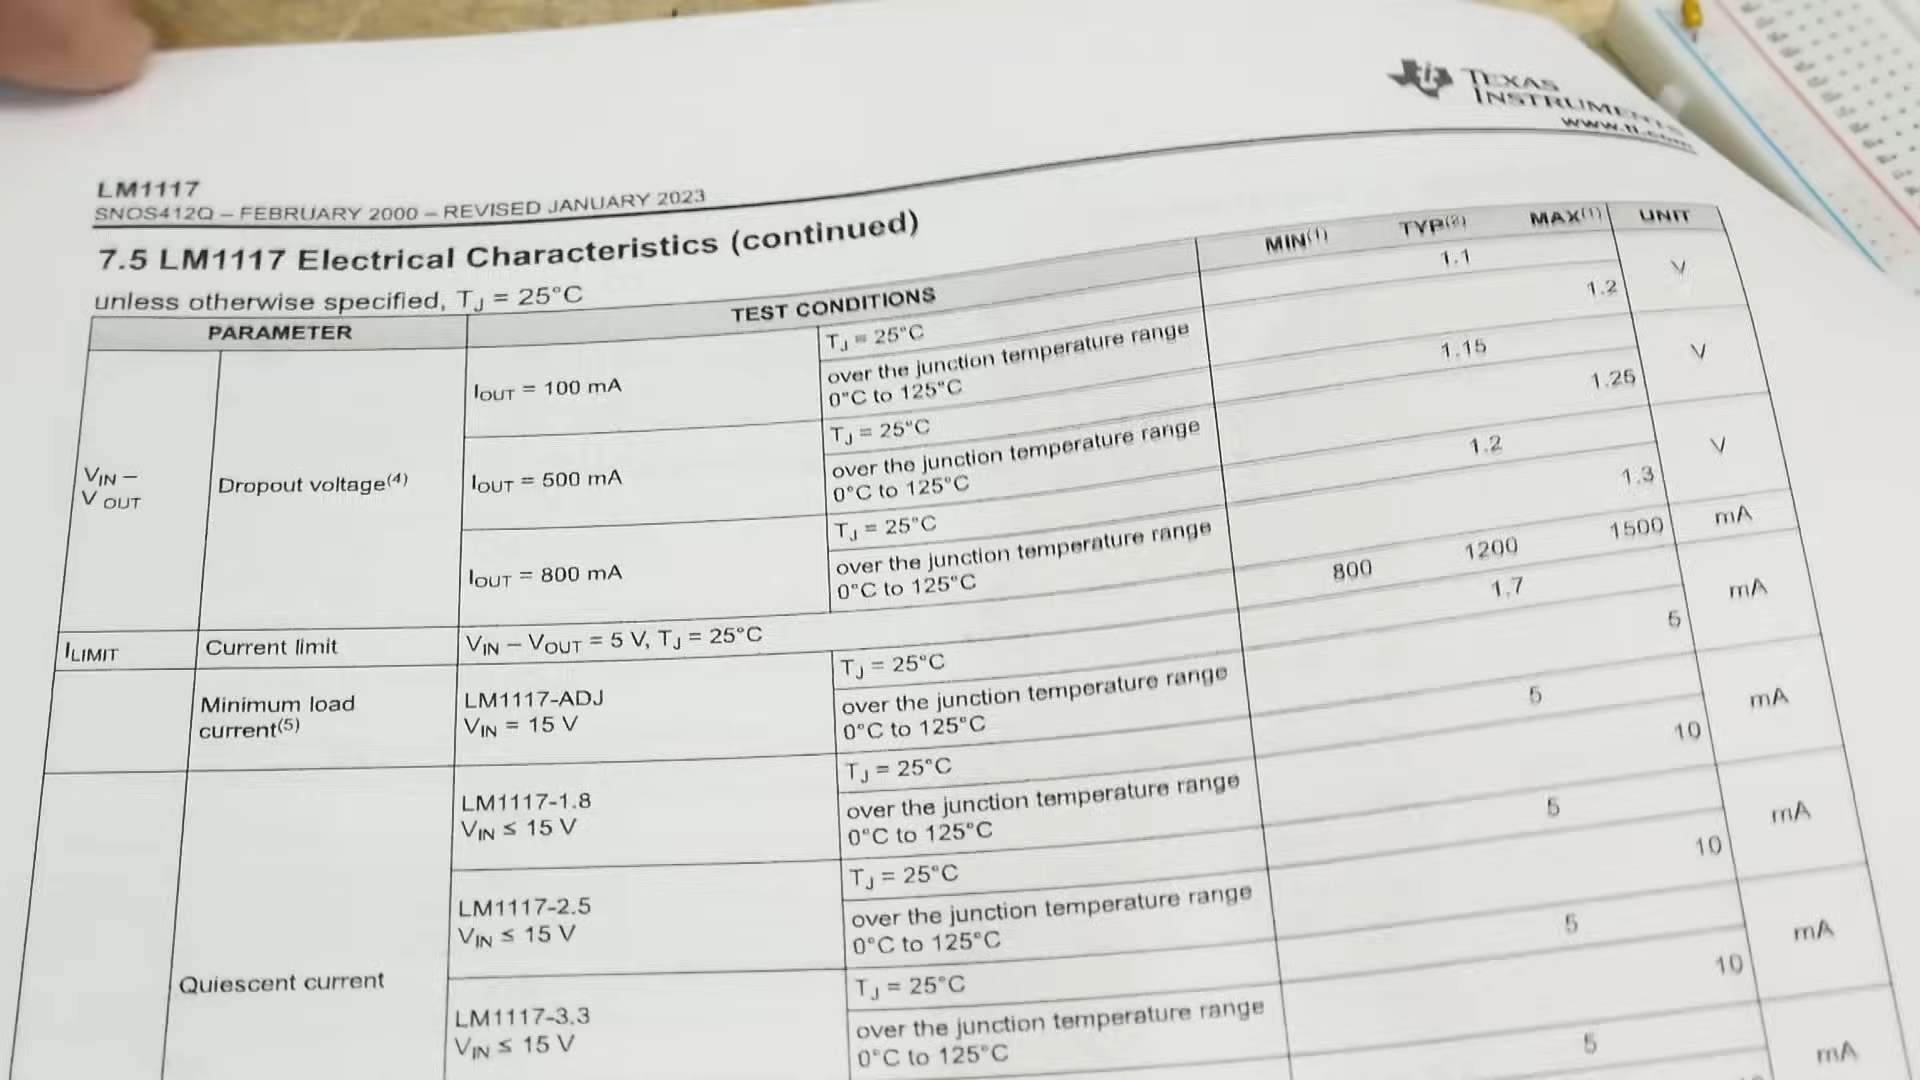 TEXAS
INSTRUMENTS
LM1117
SNOS412Q – FEBRUARY 2000 – REVISED JANUARY 2023
7.5 LM1117 Electrical Characteristics (continued)
unless otherwise specified, TJ = 25°C
PARAMETER TEST CONDITIONS MIN(1) TYP(2) MAX(1) UNIT
VIN –
V OUT
Dropout voltage(4)
IOUT = 100 mA
TJ = 25°C 1.1 V
over the junction temperature range
0°C to 125°C 1.2
IOUT = 500 mA
TJ = 25°C 1.15 V
over the junction temperature range
0°C to 125°C 1.25
IOUT = 800 mA
TJ = 25°C 1.2 V
over the junction temperature range
0°C to 125°C 1.3
ILIMIT Current limit VIN – VOUT = 5 V, TJ = 25°C 800 1200 1500 mA
Minimum load
current(5)
LM1117-ADJ
VIN = 15 V
TJ = 25°C 1.7 mA
over the junction temperature range
0°C to 125°C 5
Quiescent current
LM1117-1.8
VIN ≤ 15 V
TJ = 25°C 5 mA
over the junction temperature range
0°C to 125°C 10
LM1117-2.5
VIN ≤ 15 V
TJ = 25°C 5 mA
over the junction temperature range
0°C to 125°C 10
LM1117-3.3
VIN ≤ 15 V
TJ = 25°C 5 mA
over the junction temperature range
0°C to 125°C 10
5 mA